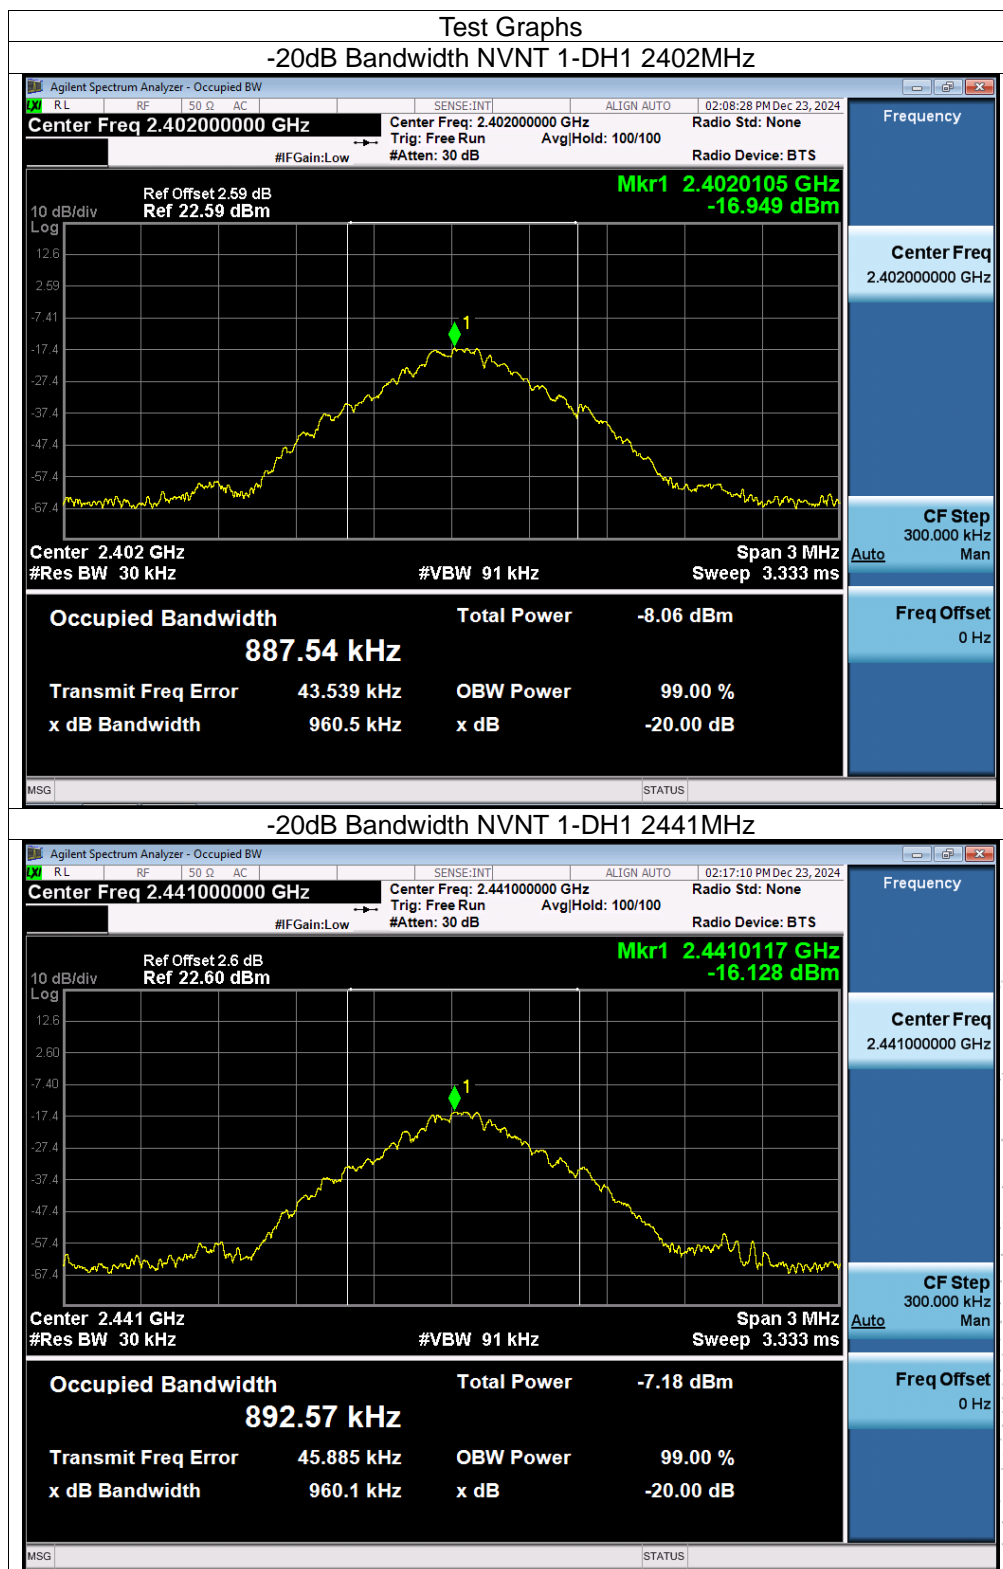 Test Graphs
-20dB Bandwidth NVNT 1-DH1 2402MHz
Agilent Spectrum Analyzer - Occupied BW
LXI RL RF 50 Ω AC SENSE:INT ALIGN AUTO 02:08:28 PM Dec 23, 2024
Center Freq 2.402000000 GHz
Center Freq: 2.402000000 GHz Radio Std: None
Trig: Free Run Avg|Hold: 100/100
#IFGain:Low #Atten: 30 dB Radio Device: BTS
Frequency
Mkr1 2.4020105 GHz
-16.949 dBm
Ref Offset 2.59 dB
10 dB/div Ref 22.59 dBm
Log
12.6
2.59
-7.41
-17.4
-27.4
-37.4
-47.4
-57.4
-67.4
1
Center 2.402 GHz Span 3 MHz
#Res BW 30 kHz #VBW 91 kHz Sweep 3.333 ms
Center Freq
2.402000000 GHz
CF Step
300.000 kHz
Auto Man
Freq Offset
0 Hz
Occupied Bandwidth Total Power -8.06 dBm
887.54 kHz
Transmit Freq Error 43.539 kHz OBW Power 99.00 %
x dB Bandwidth 960.5 kHz x dB -20.00 dB
MSG STATUS
-20dB Bandwidth NVNT 1-DH1 2441MHz
Agilent Spectrum Analyzer - Occupied BW
LXI RL RF 50 Ω AC SENSE:INT ALIGN AUTO 02:17:10 PM Dec 23, 2024
Center Freq 2.441000000 GHz
Center Freq: 2.441000000 GHz Radio Std: None
Trig: Free Run Avg|Hold: 100/100
#IFGain:Low #Atten: 30 dB Radio Device: BTS
Frequency
Mkr1 2.4410117 GHz
-16.128 dBm
Ref Offset 2.6 dB
10 dB/div Ref 22.60 dBm
Log
12.6
2.60
-7.40
-17.4
-27.4
-37.4
-47.4
-57.4
-67.4
1
Center 2.441 GHz Span 3 MHz
#Res BW 30 kHz #VBW 91 kHz Sweep 3.333 ms
Center Freq
2.441000000 GHz
CF Step
300.000 kHz
Auto Man
Freq Offset
0 Hz
Occupied Bandwidth Total Power -7.18 dBm
892.57 kHz
Transmit Freq Error 45.885 kHz OBW Power 99.00 %
x dB Bandwidth 960.1 kHz x dB -20.00 dB
MSG STATUS